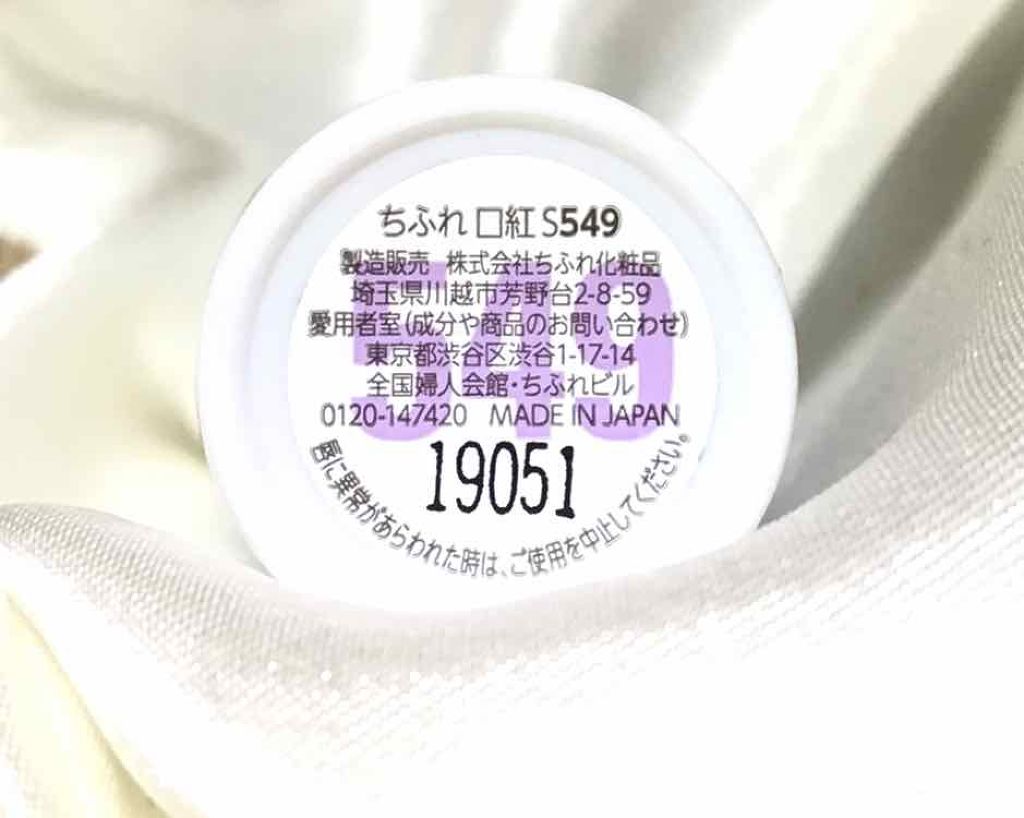 ちふれ 口紅 S549
製造販売 株式会社ちふれ化粧品
埼玉県川越市芳野台2-8-59
愛用者室(成分や商品のお問い合わせ)
東京都渋谷区渋谷1-17-14
全国婦人会館・ちふれビル
0120-147420 MADE IN JAPAN
549
19051
唇に異常があらわれた時は、ご使用を中止してください。